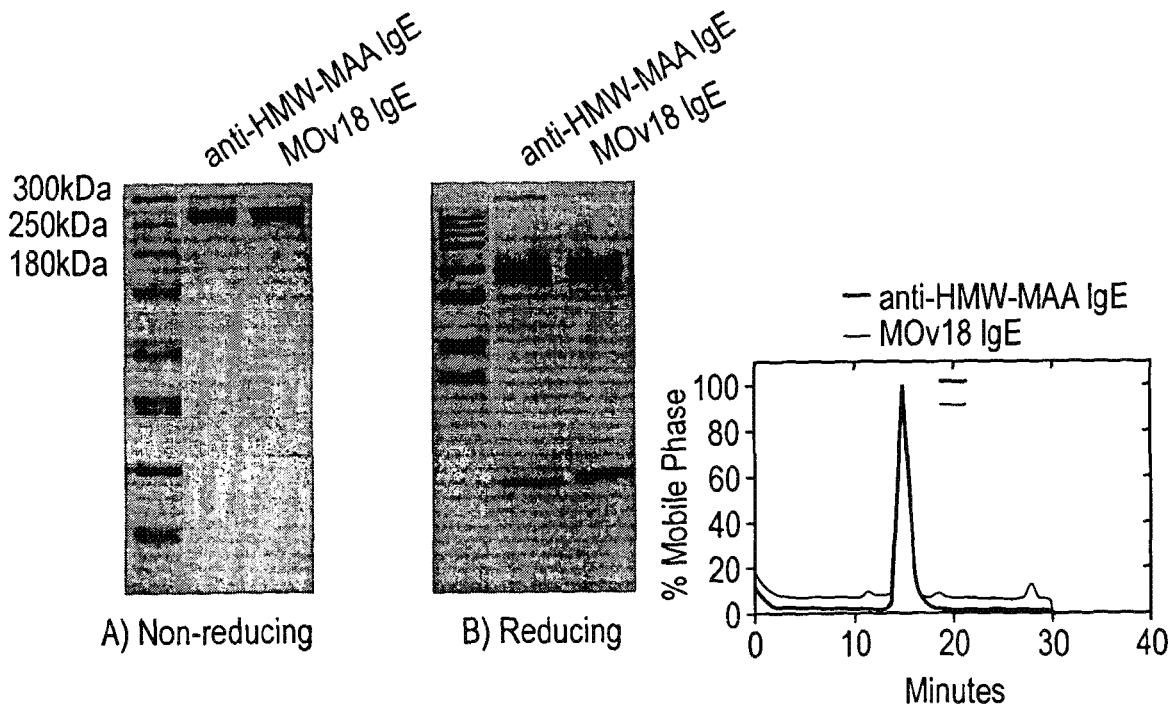 anti-HMW-MAA IgE
MOv18 IgE
anti-HMW-MAA IgE
MOv18 IgE
300kDa
250kDa
180kDa
A) Non-reducing
B) Reducing
anti-HMW-MAA IgE
MOv18 IgE
% Mobile Phase
100
80
60
40
20
0
0
10
20
30
40
Minutes